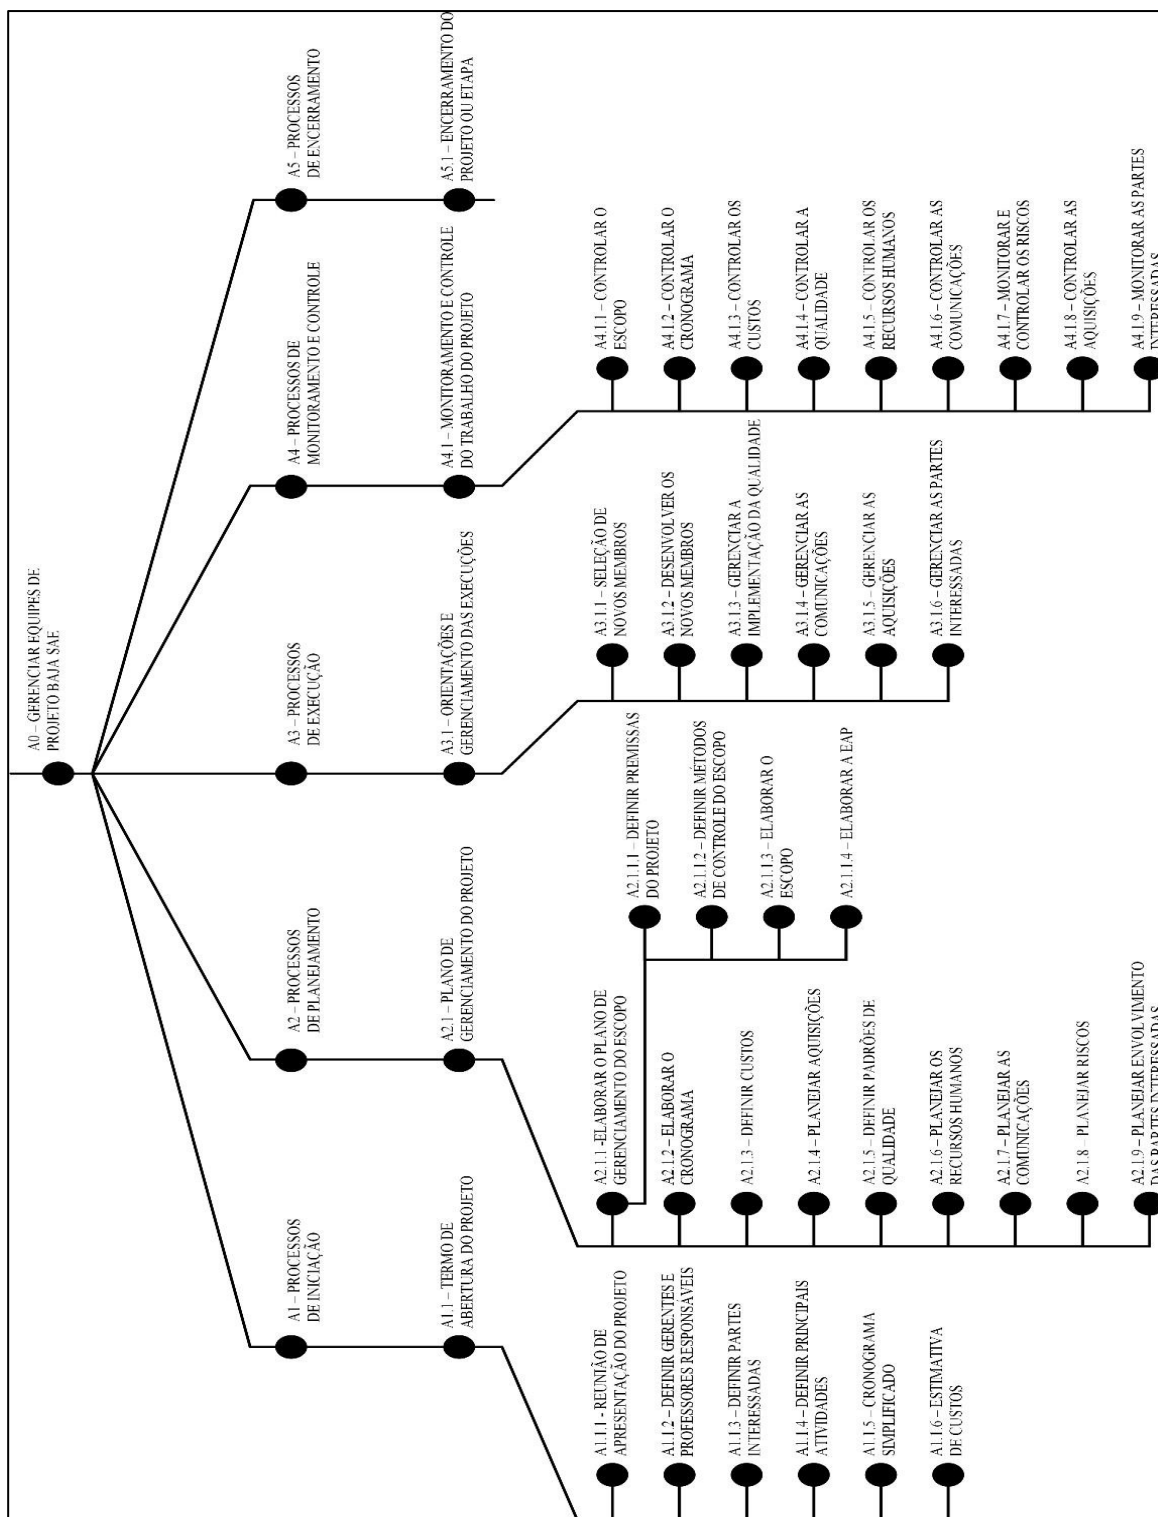 A0 – GERENCIAR EQUIPES DE
PROJETO BAJA SAE
A1 – PROCESSOS
DE INICIAÇÃO
A1.1 – TERMO DE
ABERTURA DO PROJETO
A1.1.1 - REUNIÃO DE
APRESENTAÇÃO DO PROJETO
A1.1.2 – DEFINIR GERENTES E
PROFESSORES RESPONSÁVEIS
A1.1.3 – DEFINIR PARTES
INTERESSADAS
A1.1.4 – DEFINIR PRINCIPAIS
ATIVIDADES
A1.1.5 – CRONOGRAMA
SIMPLIFICADO
A1.1.6 – ESTIMATIVA
DE CUSTOS
A2 – PROCESSOS
DE PLANEJAMENTO
A2.1 – PLANO DE
GERENCIAMENTO DO PROJETO
A2.1.1 -ELABORAR O PLANO DE
GERENCIAMENTO DO ESCOPO
A2.1.1.1 – DEFINIR PREMISSAS
DO PROJETO
A2.1.1.2 – DEFINIR MÉTODOS
DE CONTROLE DO ESCOPO
A2.1.1.3 – ELABORAR O
ESCOPO
A2.1.1.4 – ELABORAR A EAP
A2.1.2 – ELABORAR O
CRONOGRAMA
A2.1.3 – DEFINIR CUSTOS
A2.1.4 – PLANEJAR AQUISIÇÕES
A2.1.5 – DEFINIR PADRÕES DE
QUALIDADE
A2.1.6 – PLANEJAR OS
RECURSOS HUMANOS
A2.1.7 – PLANEJAR AS
COMUNICAÇÕES
A2.1.8 – PLANEJAR RISCOS
A2.1.9 – PLANEJAR ENVOLVIMENTO
DAS PARTES INTERESSADAS
A3 – PROCESSOS
DE EXECUÇÃO
A3.1 – ORIENTAÇÕES E
GERENCIAMENTO DAS EXECUÇÕES
A3.1.1 – SELEÇÃO DE
NOVOS MEMBROS
A3.1.2 – DESENVOLVER OS
NOVOS MEMBROS
A3.1.3 – GERENCIAR A
IMPLEMENTAÇÃO DA QUALIDADE
A3.1.4 – GERENCIAR AS
COMUNICAÇÕES
A3.1.5 – GERENCIAR AS
AQUISIÇÕES
A3.1.6 – GERENCIAR AS PARTES
INTERESSADAS
A4 – PROCESSOS DE
MONITORAMENTO E CONTROLE
A4.1 – MONITORAMENTO E CONTROLE
DO TRABALHO DO PROJETO
A4.1.1 – CONTROLAR O
ESCOPO
A4.1.2 – CONTROLAR O
CRONOGRAMA
A4.1.3 – CONTROLAR OS
CUSTOS
A4.1.4 – CONTROLAR A
QUALIDADE
A4.1.5 – CONTROLAR OS
RECURSOS HUMANOS
A4.1.6 – CONTROLAR AS
COMUNICAÇÕES
A4.1.7 – MONITORAR E
CONTROLAR OS RISCOS
A4.1.8 – CONTROLAR AS
AQUISIÇÕES
A4.1.9 – MONITORAR AS PARTES
INTERESSADAS
A5 – PROCESSOS
DE ENCERRAMENTO
A5.1 – ENCERRAMENTO DO
PROJETO OU ETAPA